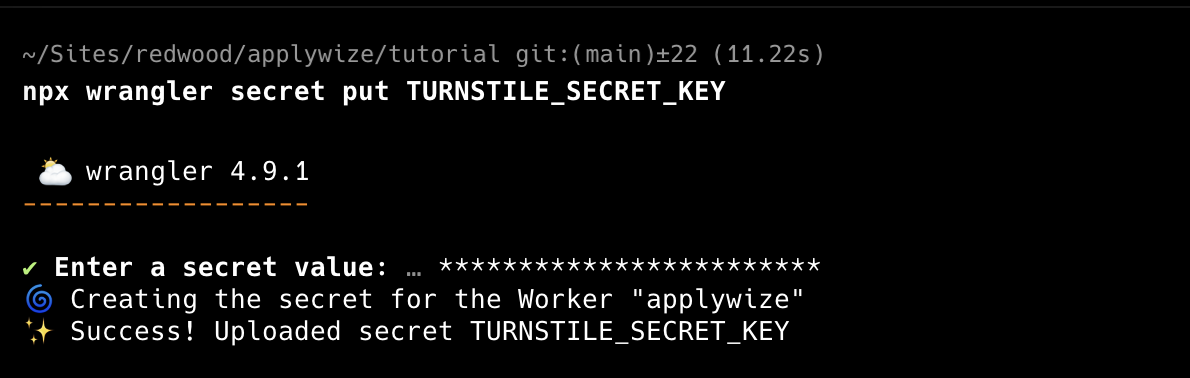 ~/Sites/redwood/applywize/tutorial git:(main)±22 (11.22s)
npx wrangler secret put TURNSTILE_SECRET_KEY
⛅ wrangler 4.9.1
------------------
✔ Enter a secret value: … ************************
🌀 Creating the secret for the Worker "applywize"
✨ Success! Uploaded secret TURNSTILE_SECRET_KEY